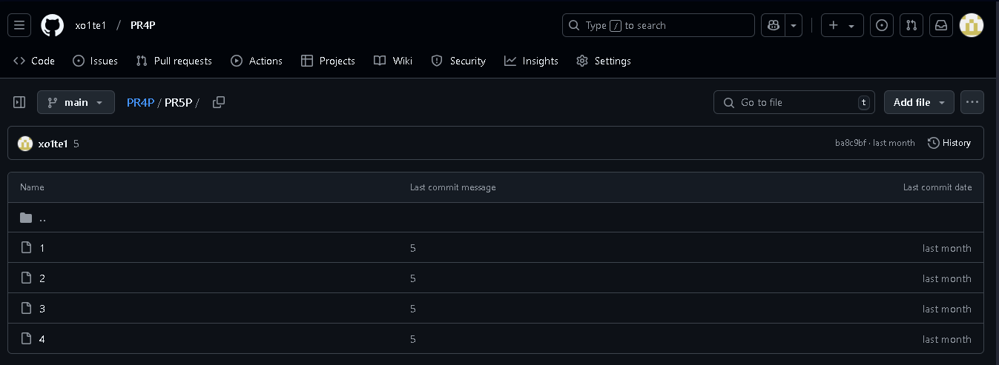 xo1te1 / PR4P Type / to search
Code Issues Pull requests Actions Projects Wiki Security Insights Settings
main PR4P / PR5P / Go to file t Add file
xo1te1 5 ba8c9bf · last month History
Name Last commit message Last commit date
..
1 5 last month
2 5 last month
3 5 last month
4 5 last month